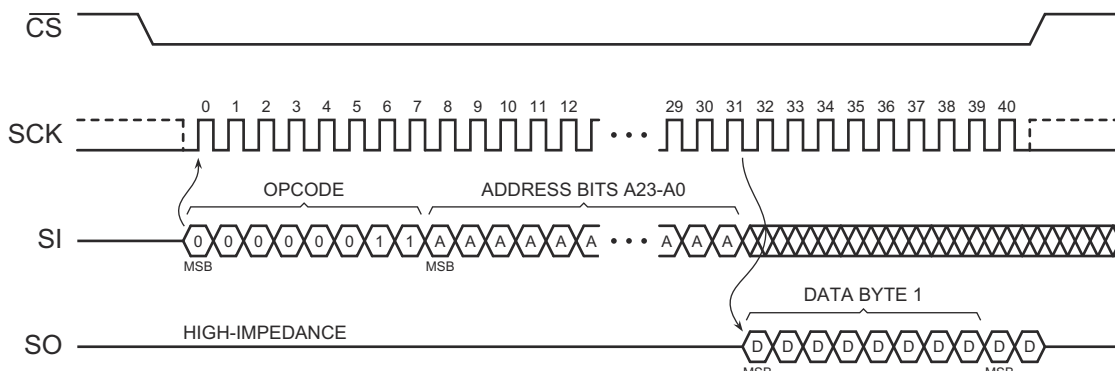 CS
0 1 2 3 4 5 6 7 8 9 10 11 12 29 30 31 32 33 34 35 36 37 38 39 40
SCK
OPCODE ADDRESS BITS A23-A0
SI 0 0 0 0 0 0 1 1 A A A A A A A A A
MSB MSB
DATA BYTE 1
HIGH-IMPEDANCE
SO D D D D D D D D D D
MSB MSB